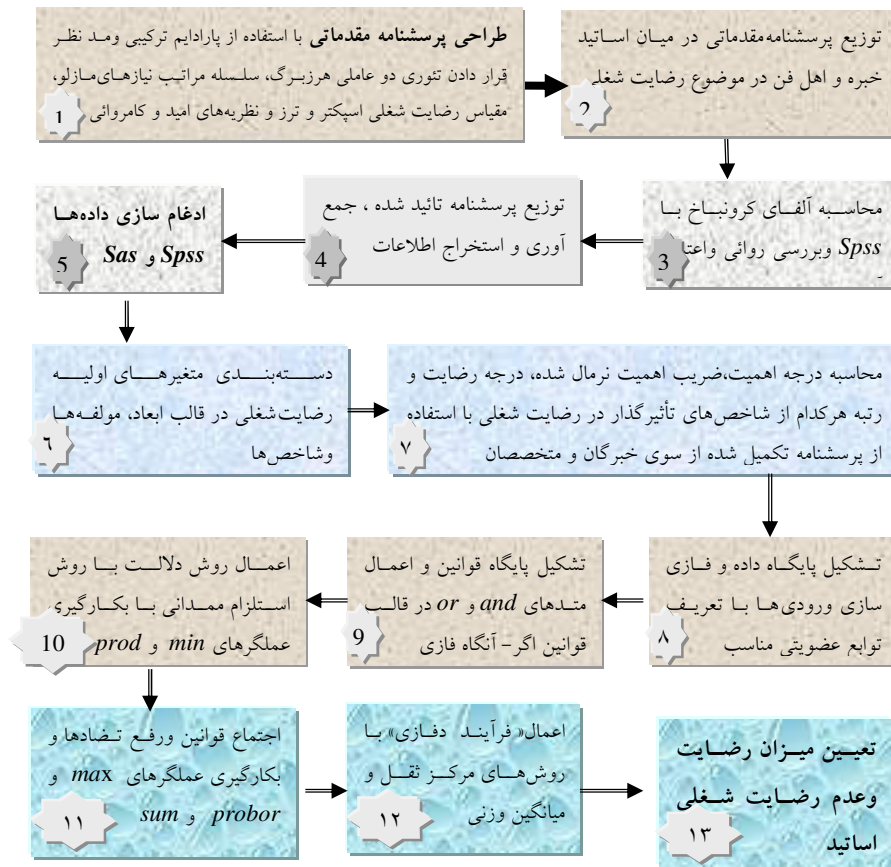 طراحی پرسشنامه مقدماتی با استفاده از پارادایم ترکیبی ومد نظر
قرار دادن تئوری دو عاملی هرزبرگ، سلسله مراتب نیازهای‌مازلو،
مقیاس رضایت شغلی اسپکتر و ترز و نظریه‌های امید و کامروائی
1
توزیع پرسشنامه‌مقدماتی در میان اساتید
خبره و اهل فن در موضوع رضایت شغلی
2
محاسبه آلفای کرونباخ با
Spss وبررسی روائی
3
توزیع پرسشنامه تائید شده ، جمع
آوری و استخراج اطلاعات
4
ادغام سازی داده‌ها
Spss و Sas
5
دسته‌بندی متغیرهای اولیه
رضایت‌شغلی در قالب ابعاد، مولفه‌ها
وشاخص‌ها
٦
محاسبه درجه اهمیت،ضریب اهمیت نرمال شده، درجه رضایت و
رتبه هرکدام از شاخص‌های تأثیرگذار در رضایت شغلی با استفاده
از پرسشنامه تکمیل شده از سوی خبرگان و متخصصان
٧
تشکیل پایگاه داده و فازی
سازی ورودی‌ها با تعریف
توابع عضویتی مناسب
٨
تشکیل پایگاه قوانین و اعمال
متدهای and و or در قالب
قوانین اگر- آنگاه فازی
9
اعمال روش دلالت با روش
استلزام ممدانی با بکارگیری
عملگرهای min و prod
10
اجتماع قوانین ورفع تضادها و
بکارگیری عملگرهای max و
probor و sum
١١
اعمال« فرآیند دفازی» با
روش‌های مرکز ثقل و
میانگین وزنی
١٢
تعیین میزان رضایت
وعدم رضایت شغلی
اساتید
١٣